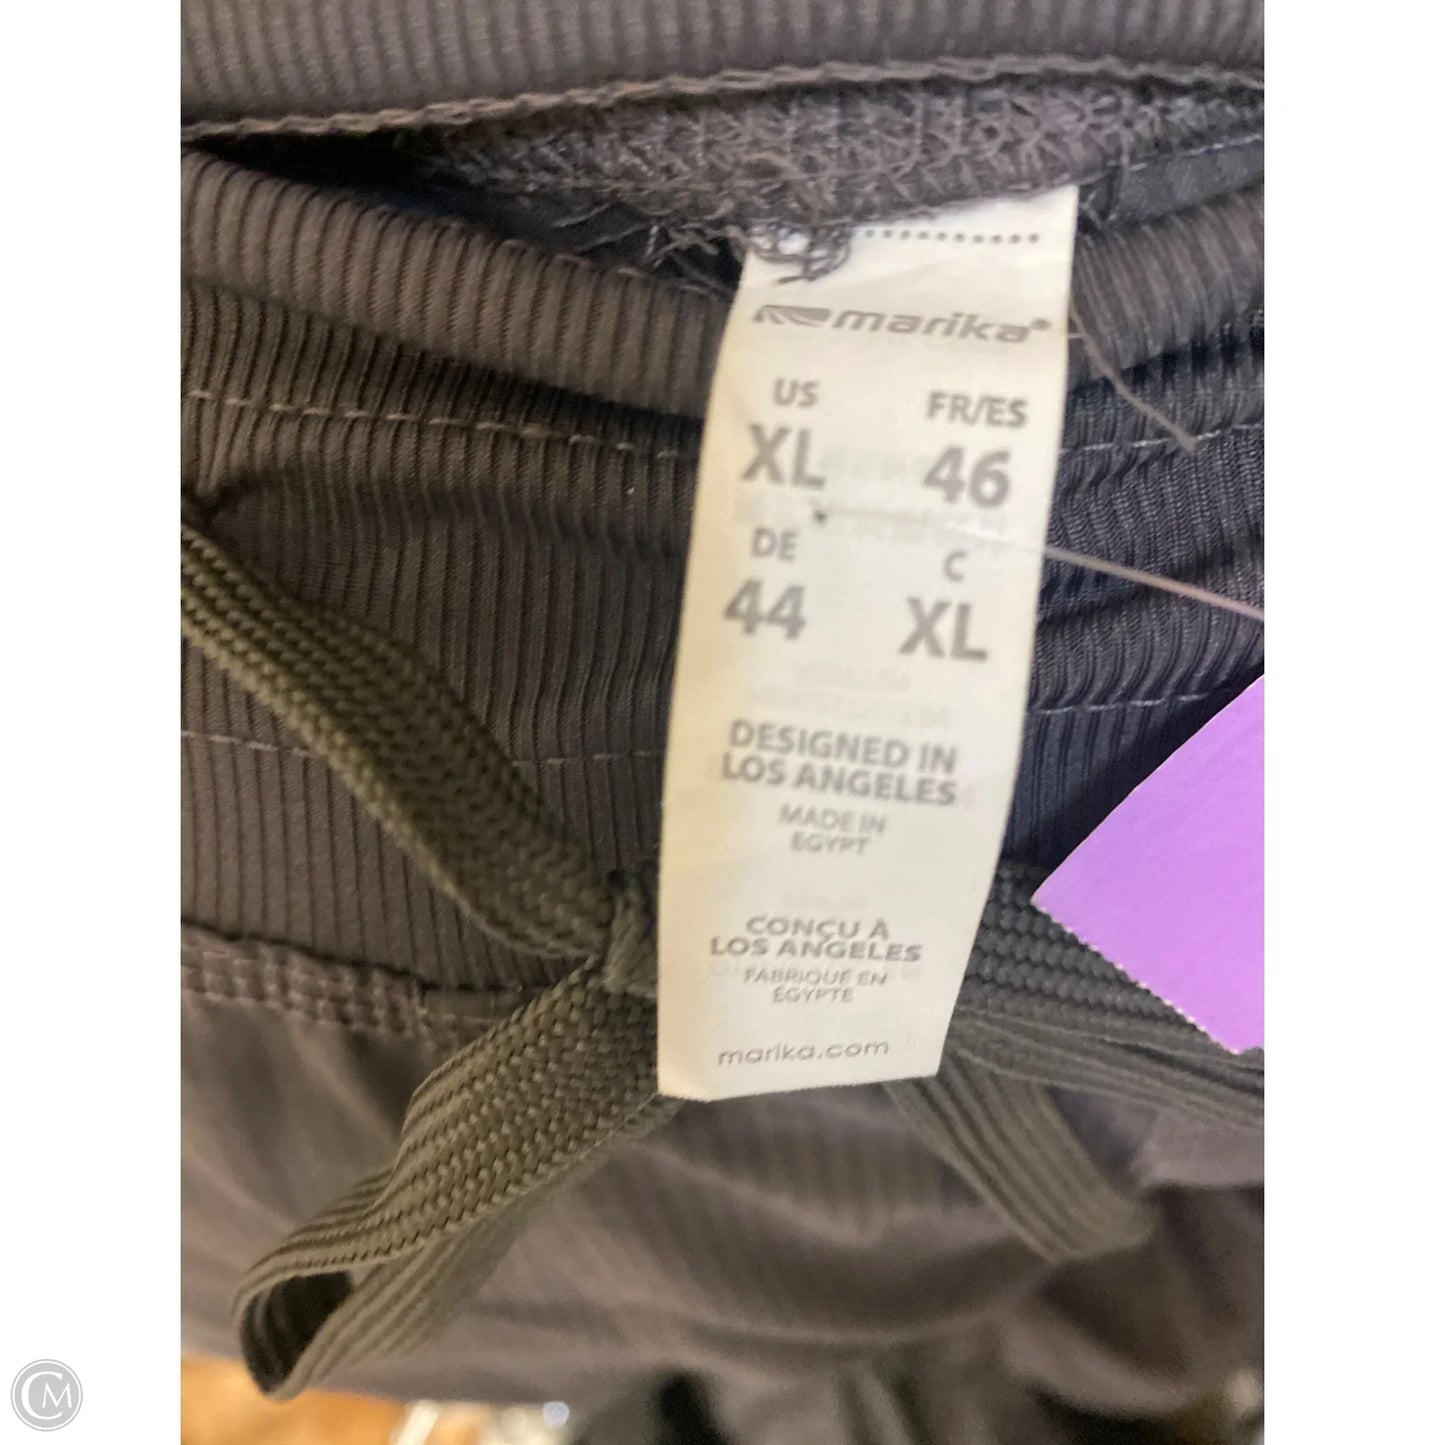 marika®
US FR/ES
XL 46
DE C
44 XL
DESIGNED IN
LOS ANGELES
MADE IN
EGYPT
CONÇU À
LOS ANGELES
FABRIQUÉ EN
ÉGYPTE
marika.com
CM